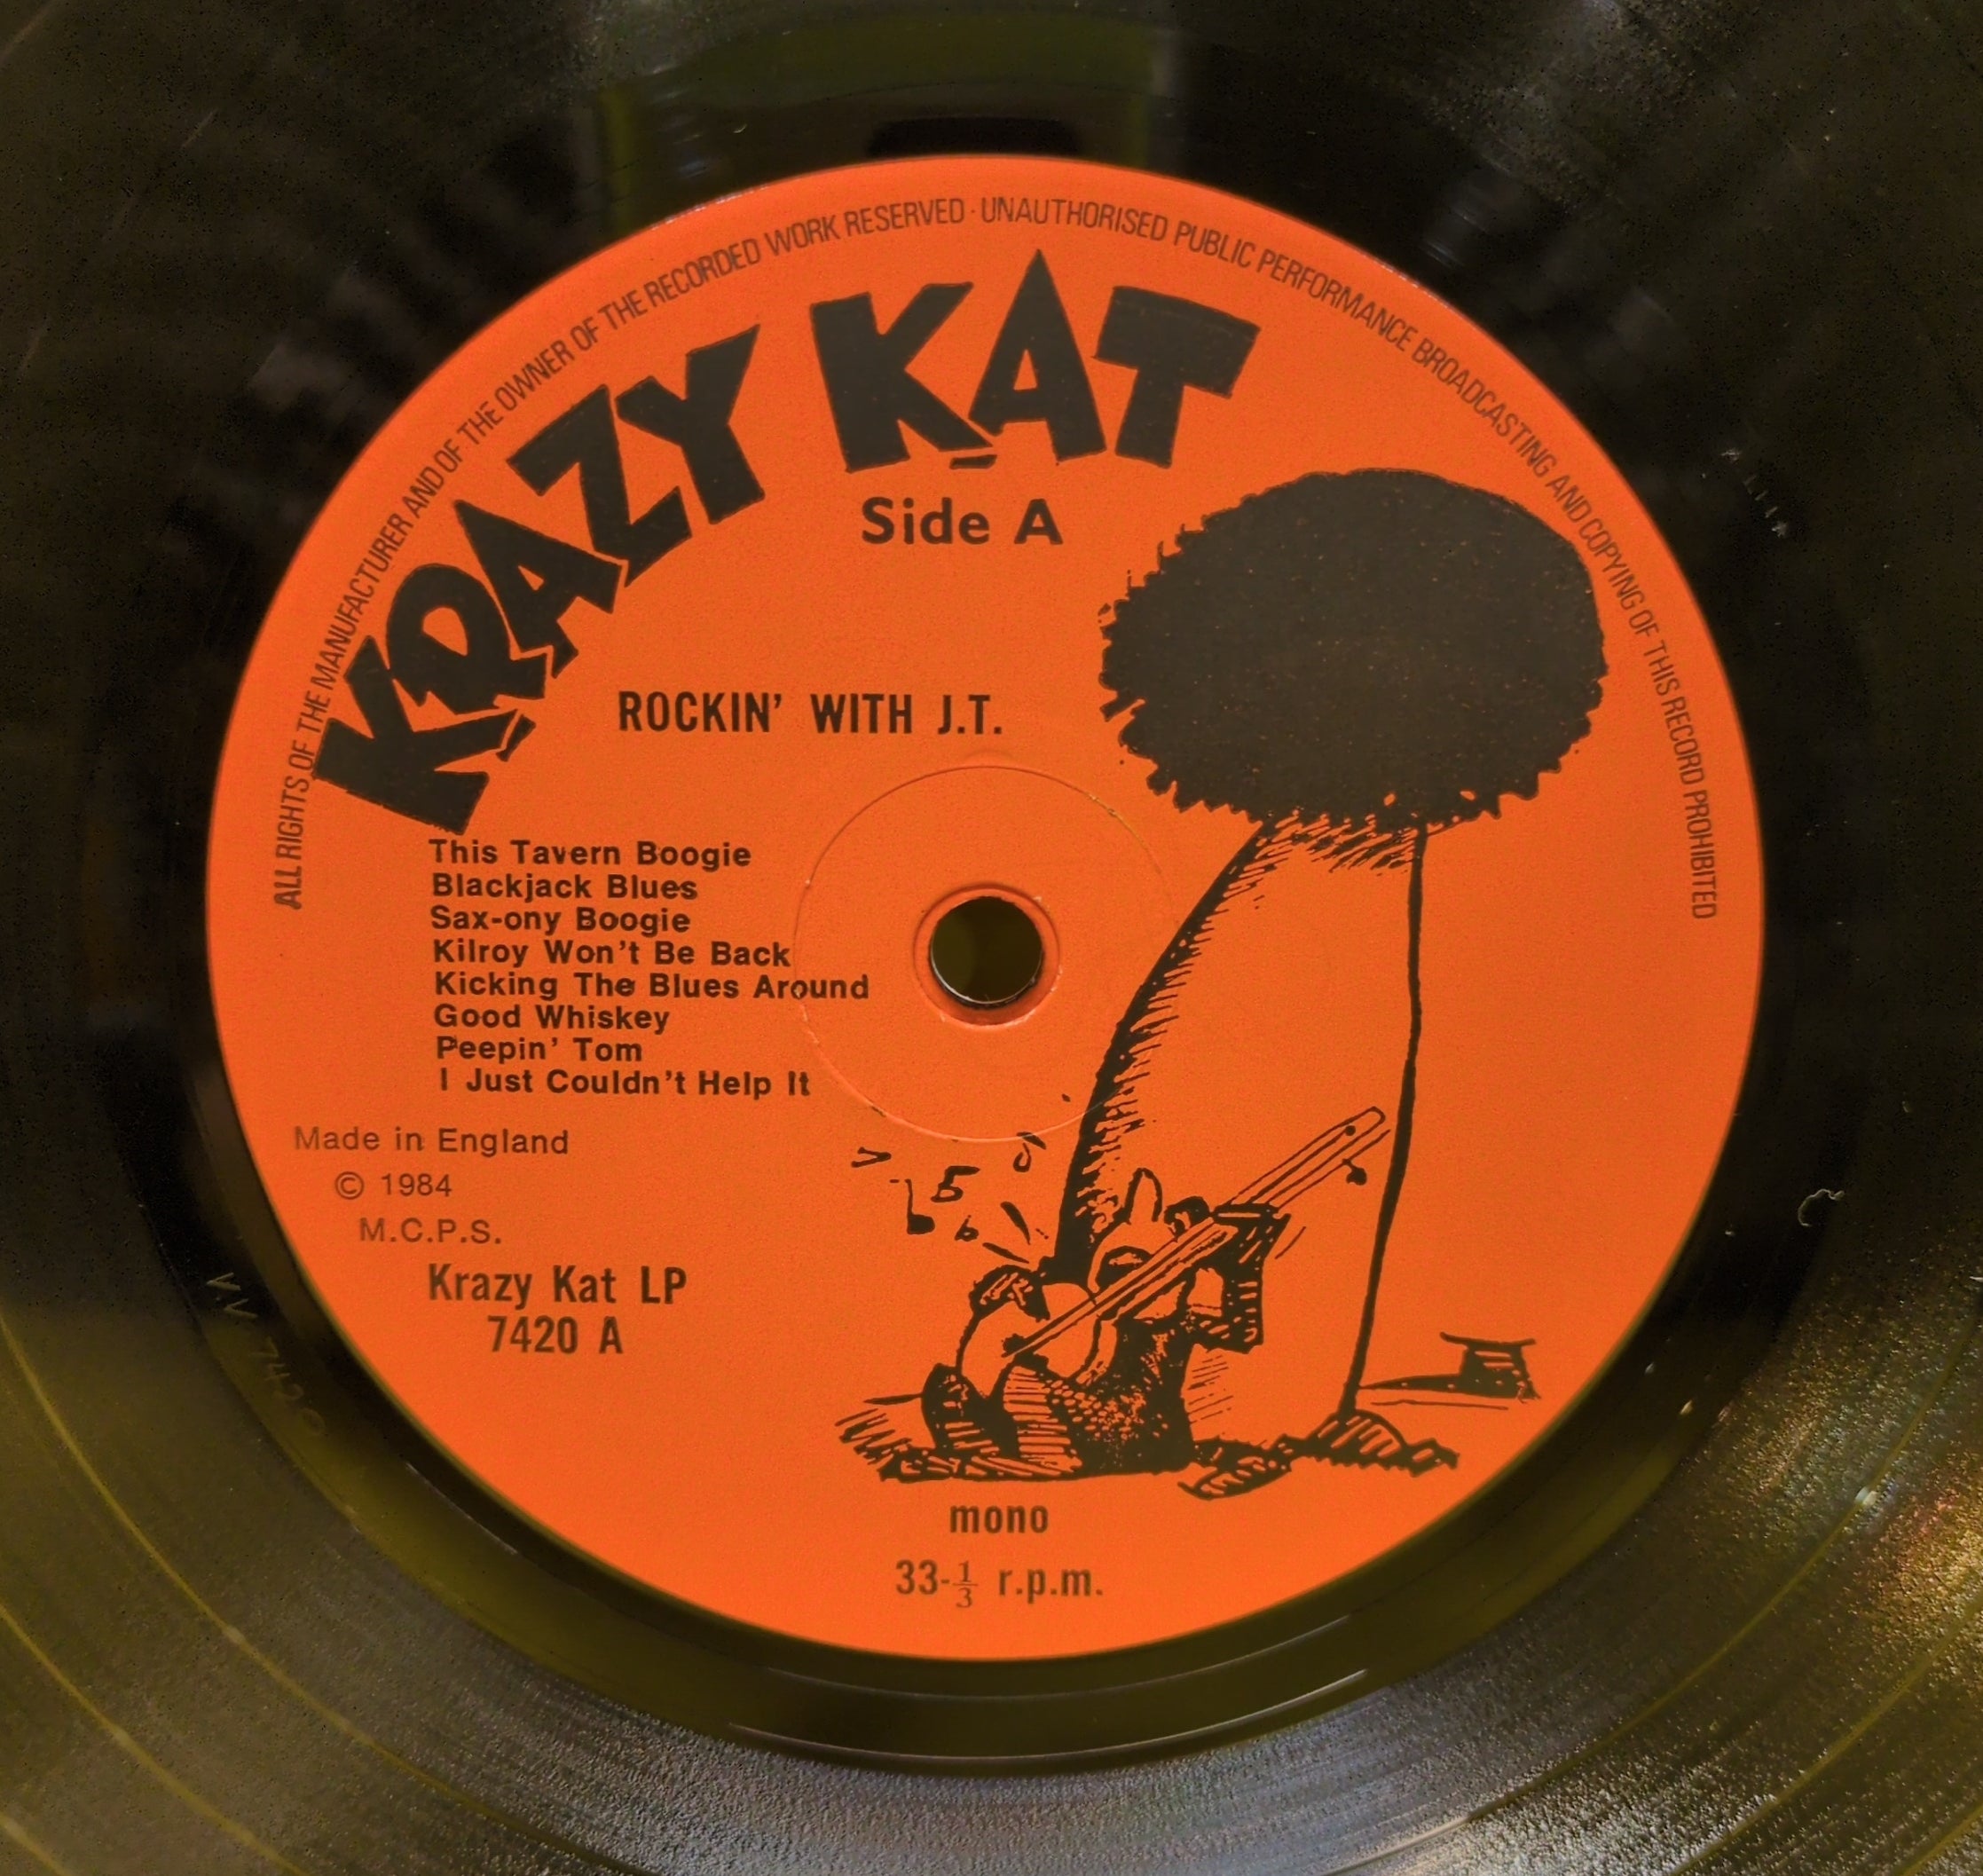 ALL RIGHTS OF THE MANUFACTURER AND OF THE OWNER OF THE RECORDED WORK RESERVED · UNAUTHORISED PUBLIC PERFORMANCE BROADCASTING AND COPYING OF THIS RECORD PROHIBITED
KRAZY KAT
Side A
ROCKIN' WITH J.T.
This Tavern Boogie
Blackjack Blues
Sax-ony Boogie
Kilroy Won't Be Back
Kicking The Blues Around
Good Whiskey
Peepin' Tom
I Just Couldn't Help It
Made in England
© 1984
M.C.P.S.
Krazy Kat LP
7420 A
mono
33-1/3 r.p.m.